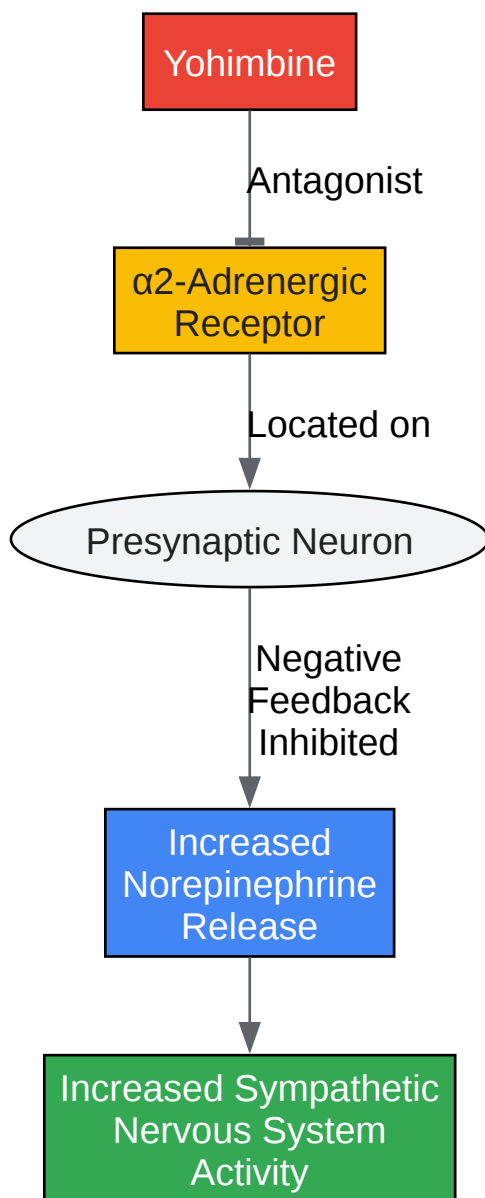 Yohimbine
Antagonist
α2-Adrenergic
Receptor
Located on
Presynaptic Neuron
Negative
Feedback
Inhibited
Increased
Norepinephrine
Release
Increased Sympathetic
Nervous System
Activity